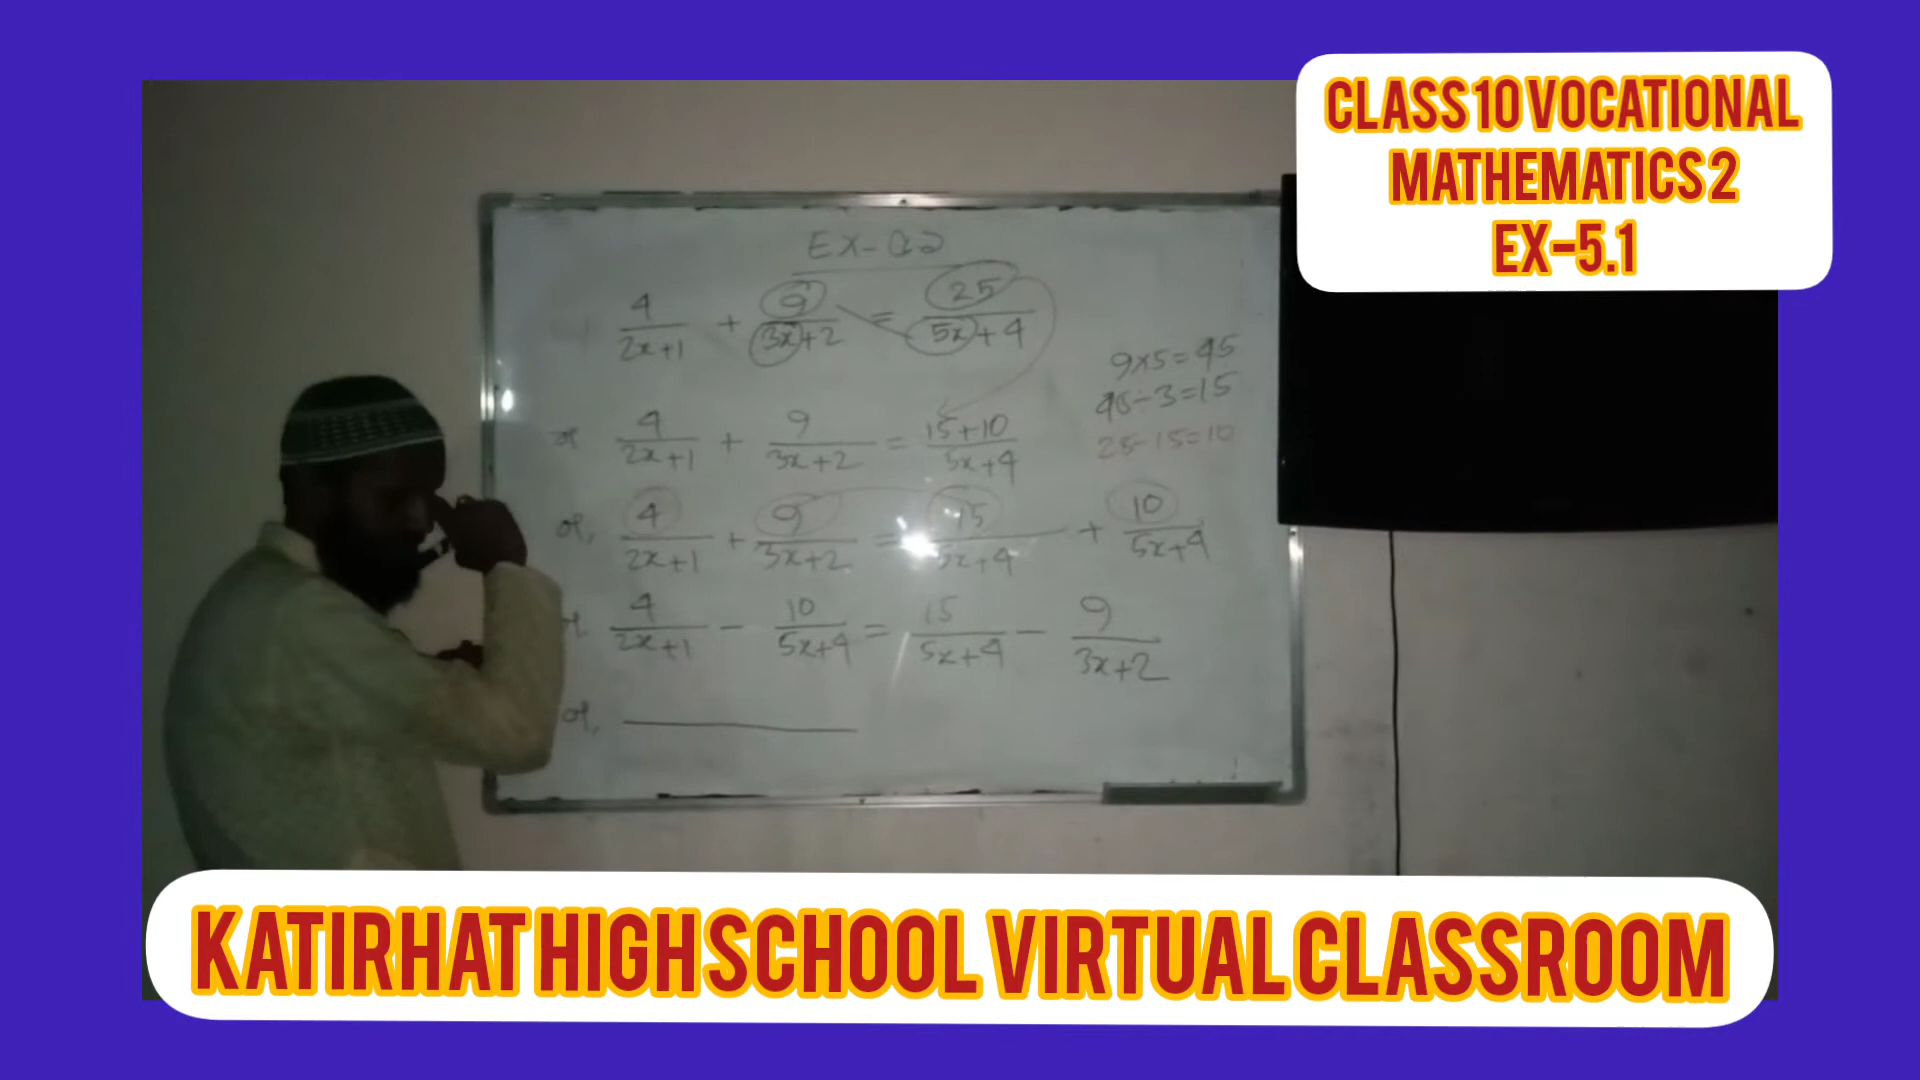 CLASS 10 VOCATIONAL
MATHEMATICS 2
EX-5.1
EX-৫.১
4/2x+1 + 9/3x+2 = 25/5x+4
9×5=45
45÷3=15
25-15=10
or 4/2x+1 + 9/3x+2 = 15+10/5x+4
or, 4/2x+1 + 9/3x+2 = 15/5x+4 + 10/5x+4
or 4/2x+1 - 10/5x+4 = 15/5x+4 - 9/3x+2
or,
KATIRHAT HIGH SCHOOL VIRTUAL CLASSROOM